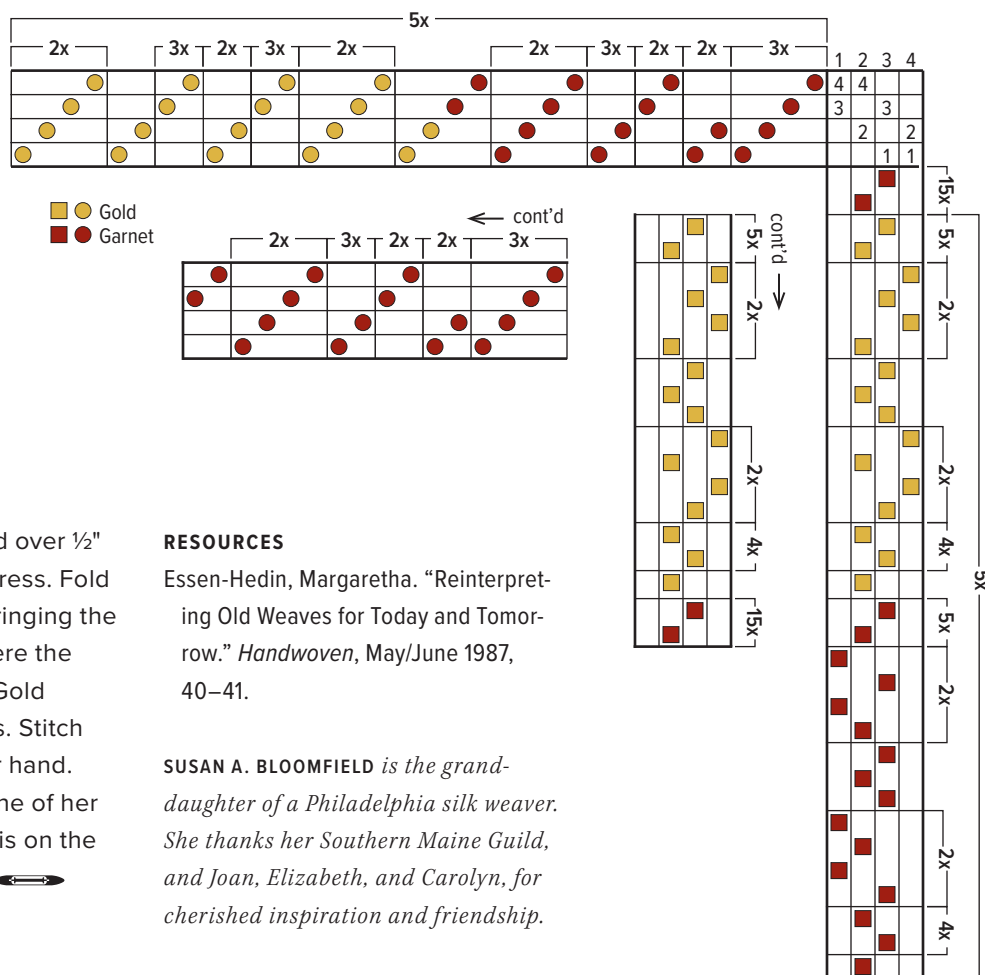 5x
2x 3x 2x 3x 2x 2x 3x 2x 2x 3x
1 2 3 4
4 4
3 3
2 2
1 1
Gold
Garnet
cont'd
2x 3x 2x 2x 3x
cont'd
5x
2x
2x
4x
15x
15x
5x
2x
2x
4x
5x
2x
2x
4x
5x
d over ½"
ress. Fold
inging the
ere the
Gold
s. Stitch
r hand.
ne of her
is on the
RESOURCES
Essen-Hedin, Margaretha. “Reinterpret-
ing Old Weaves for Today and Tomor-
row.” Handwoven, May/June 1987,
40–41.
SUSAN A. BLOOMFIELD is the grand-
daughter of a Philadelphia silk weaver.
She thanks her Southern Maine Guild,
and Joan, Elizabeth, and Carolyn, for
cherished inspiration and friendship.